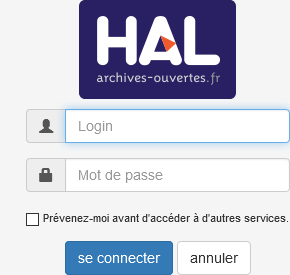 HAL
archives-ouvertes.fr
Login
Mot de passe
Prévenez-moi avant d'accéder à d'autres services.
se connecter annuler